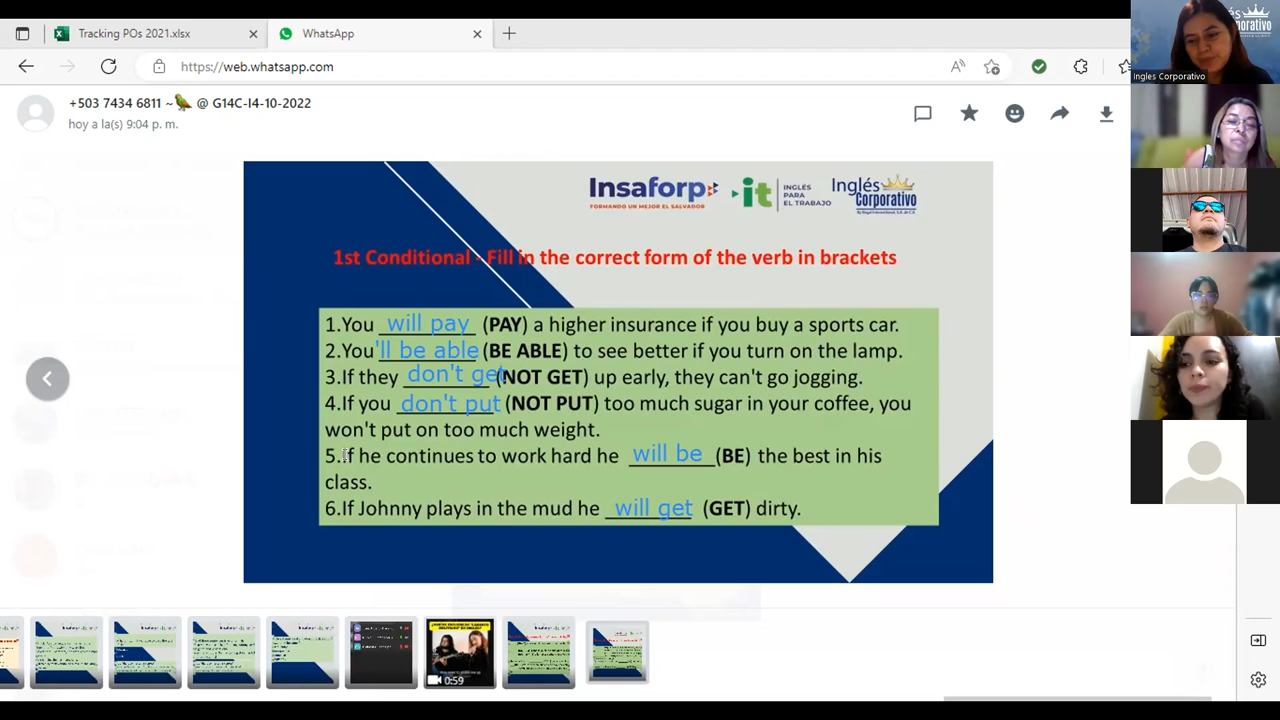 Tracking POs 2021.xlsx
WhatsApp
https://web.whatsapp.com
+503 7434 6811 ~🦜 @ G14C-I4-10-2022
hoy a la(s) 9:04 p. m.
Ingles Corporativo
Insaforp
FORMANDO UN MEJOR EL SALVADOR
it
INGLÉS
PARA
EL TRABAJO
Inglés
Corporativo
1st Conditional - Fill in the correct form of the verb in brackets
1.You will pay (PAY) a higher insurance if you buy a sports car.
2.You 'll be able (BE ABLE) to see better if you turn on the lamp.
3.If they don't get (NOT GET) up early, they can't go jogging.
4.If you don't put (NOT PUT) too much sugar in your coffee, you
won't put on too much weight.
5.If he continues to work hard he will be (BE) the best in his
class.
6.If Johnny plays in the mud he will get (GET) dirty.
0:59